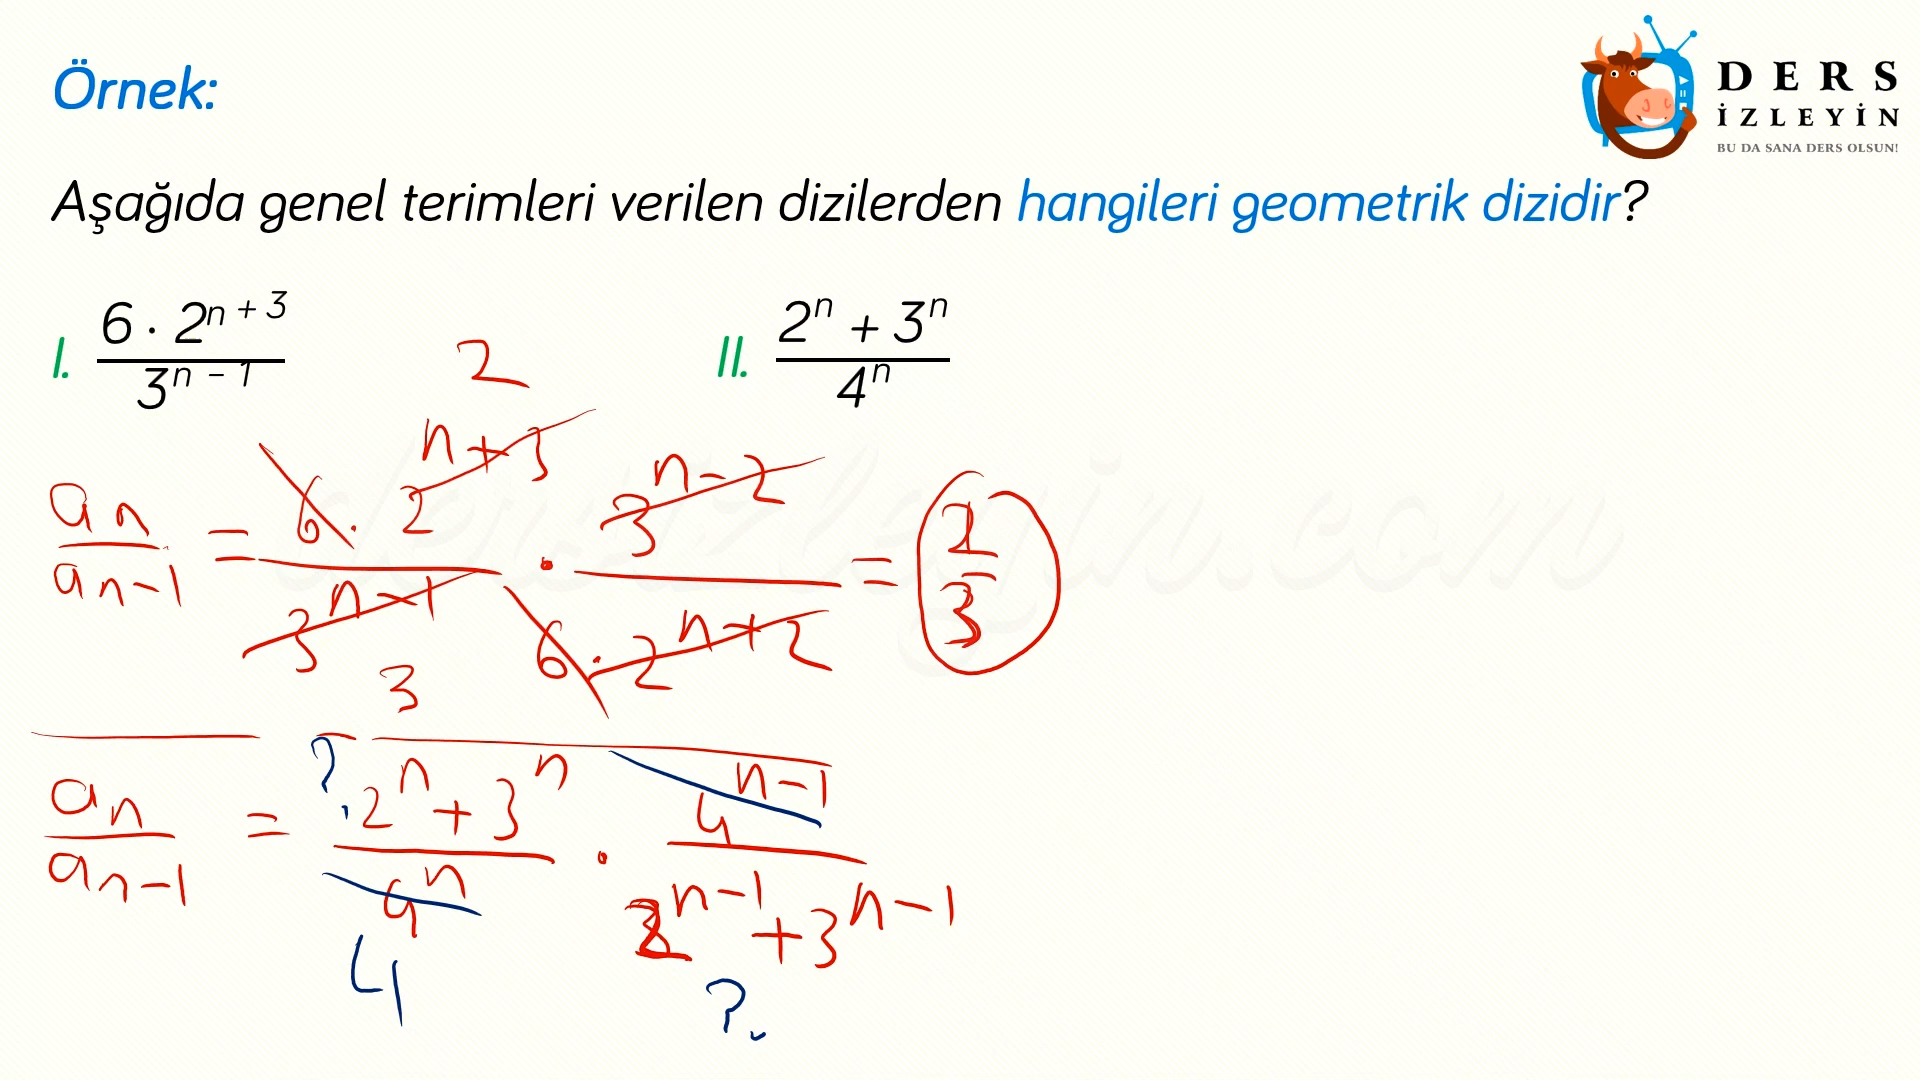 Örnek:
DERS
İZLEYİN
BU DA SANA DERS OLSUN!
Aşağıda genel terimleri verilen dizilerden hangileri geometrik dizidir?
I. (6 · 2^(n + 3)) / (3^(n – 1))
II. (2^n + 3^n) / (4^n)
2
a_n / a_(n-1) = (6 · 2^(n+3)) / (3^(n-1)) · (3^(n-2)) / (6 · 2^(n+2)) = 2/3
3
?
a_n / a_(n-1) = (2^n + 3^n) / (4^n) · (4^(n-1)) / (2^(n-1) + 3^(n-1))
4
?